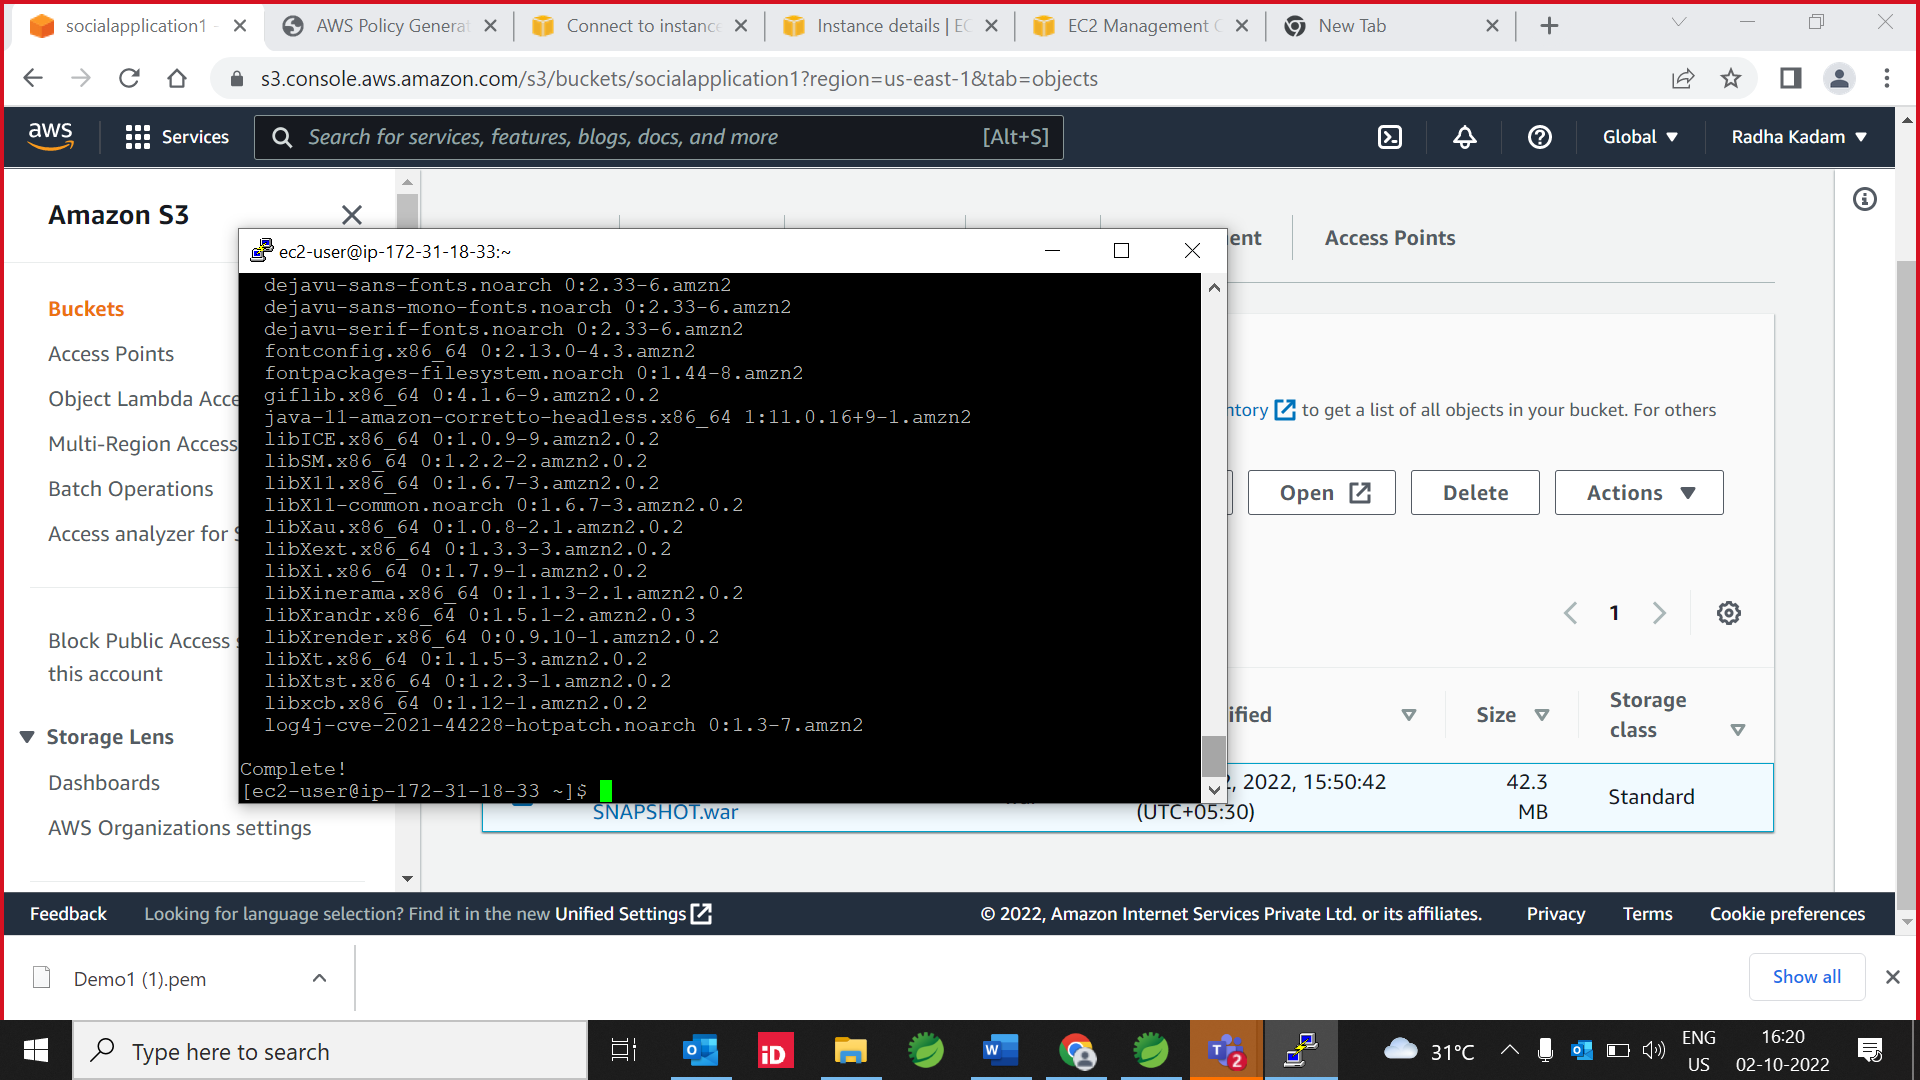 socialapplication1 -
AWS Policy Generat
Connect to instance
Instance details | EC
EC2 Management C
New Tab
s3.console.aws.amazon.com/s3/buckets/socialapplication1?region=us-east-1&tab=objects
aws
Services
Search for services, features, blogs, docs, and more
[Alt+S]
Global
Radha Kadam
Amazon S3
Buckets
Access Points
Object Lambda Acce
Multi-Region Access
Batch Operations
Access analyzer for S
Block Public Access s
this account
Storage Lens
Dashboards
AWS Organizations settings
ec2-user@ip-172-31-18-33:~
dejavu-sans-fonts.noarch 0:2.33-6.amzn2
dejavu-sans-mono-fonts.noarch 0:2.33-6.amzn2
dejavu-serif-fonts.noarch 0:2.33-6.amzn2
fontconfig.x86_64 0:2.13.0-4.3.amzn2
fontpackages-filesystem.noarch 0:1.44-8.amzn2
giflib.x86_64 0:4.1.6-9.amzn2.0.2
java-11-amazon-corretto-headless.x86_64 1:11.0.16+9-1.amzn2
libICE.x86_64 0:1.0.9-9.amzn2.0.2
libSM.x86_64 0:1.2.2-2.amzn2.0.2
libX11.x86_64 0:1.6.7-3.amzn2.0.2
libX11-common.noarch 0:1.6.7-3.amzn2.0.2
libXau.x86_64 0:1.0.8-2.1.amzn2.0.2
libXext.x86_64 0:1.3.3-3.amzn2.0.2
libXi.x86_64 0:1.7.9-1.amzn2.0.2
libXinerama.x86_64 0:1.1.3-2.1.amzn2.0.2
libXrandr.x86_64 0:1.5.1-2.amzn2.0.3
libXrender.x86_64 0:0.9.10-1.amzn2.0.2
libXt.x86_64 0:1.1.5-3.amzn2.0.2
libXtst.x86_64 0:1.2.3-1.amzn2.0.2
libxcb.x86_64 0:1.12-1.amzn2.0.2
log4j-cve-2021-44228-hotpatch.noarch 0:1.3-7.amzn2
Complete!
[ec2-user@ip-172-31-18-33 ~]$
ent
Access Points
ntory to get a list of all objects in your bucket. For others
Open
Delete
Actions
1
ified
Size
Storage
class
2, 2022, 15:50:42
(UTC+05:30)
42.3
MB
Standard
SNAPSHOT.war
Feedback
Looking for language selection? Find it in the new Unified Settings
© 2022, Amazon Internet Services Private Ltd. or its affiliates.
Privacy
Terms
Cookie preferences
Demo1 (1).pem
Show all
Type here to search
iD
2
31°C
ENG
US
16:20
02-10-2022